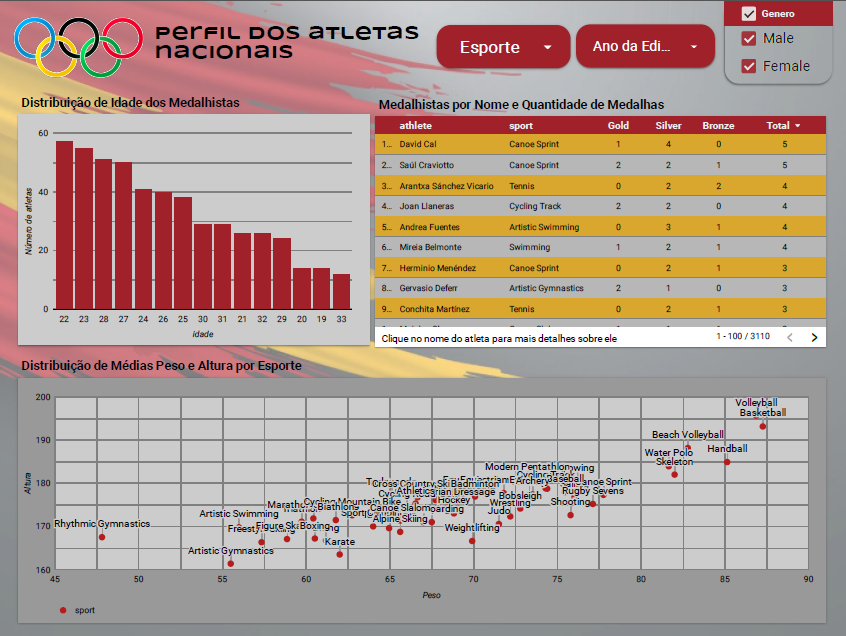 Perfil dos atletas
nacionais
Esporte
Ano da Edi...
Genero
Male
Female
Distribuição de Idade dos Medalhistas
Número de atletas
60
40
20
0
22 23 28 27 24 26 25 30 31 21 32 29 20 19 33
Idade
Medalhistas por Nome e Quantidade de Medalhas
athlete sport Gold Silver Bronze Total
1... David Cal Canoe Sprint 1 4 0 5
2... Saúl Craviotto Canoe Sprint 2 2 1 5
3... Arantxa Sánchez Vicario Tennis 0 2 2 4
4... Joan Llaneras Cycling Track 2 2 0 4
5... Andrea Fuentes Artistic Swimming 0 3 1 4
6... Mireia Belmonte Swimming 1 2 1 4
7... Herminio Menéndez Canoe Sprint 0 2 1 3
8... Gervasio Deferr Artistic Gymnastics 2 1 0 3
9... Conchita Martínez Tennis 0 2 1 3
Clique no nome do atleta para mais detalhes sobre ele
1 - 100 / 3110
Distribuição de Médias Peso e Altura por Esporte
Altura
200
190
180
170
160
Volleyball
Basketball
Beach Volleyball
Handball
Water Polo
Skeleton
Modern Pentathlon
Cycling Track
Baseball
Archery
Canoe Sprint
Rugby Sevens
Badminton
Dressage
Athletics
Hockey
Bobsleigh
Wrestling
Shooting
Judo
Weightlifting
Cycling Mountain Bike
Biathlon
Canoe Slalom
Alpine Skiing
Artistic Swimming
Boxing
Karate
Rhythmic Gymnastics
Artistic Gymnastics
45 50 55 60 65 70 75 80 85 90
Peso
sport